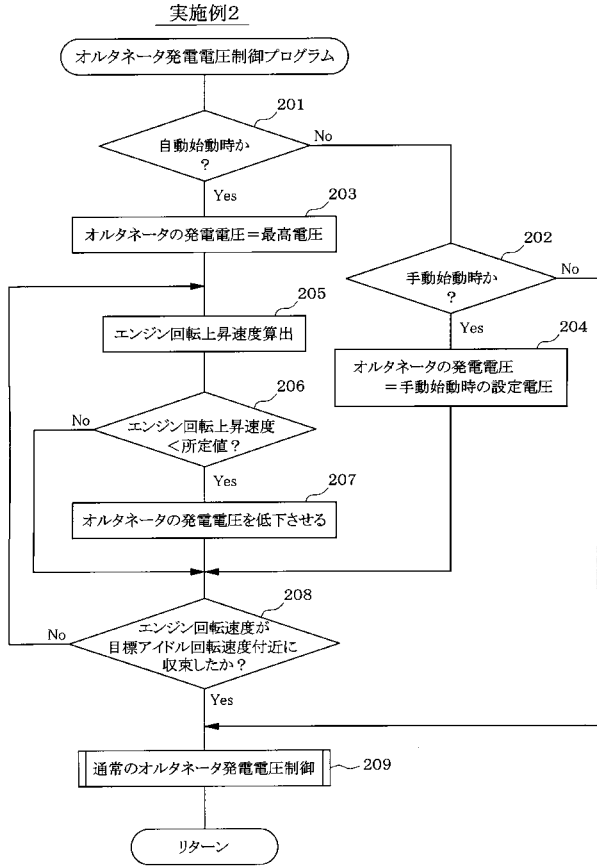 実施例2
オルタネータ発電電圧制御プログラム
201
自動始動時か
?
No
Yes
203
オルタネータの発電電圧=最高電圧
202
手動始動時か
?
No
Yes
205
エンジン回転上昇速度算出
204
オルタネータの発電電圧
=手動始動時の設定電圧
206
エンジン回転上昇速度
<所定値?
No
Yes
207
オルタネータの発電電圧を低下させる
208
エンジン回転速度が
目標アイドル回転速度付近に
収束したか?
No
Yes
通常のオルタネータ発電電圧制御
209
リターン